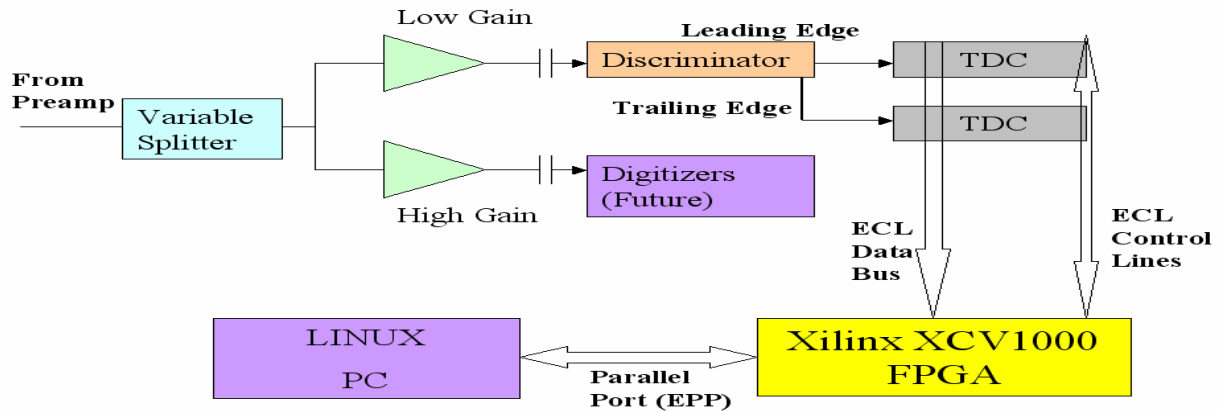 Low Gain
Leading Edge
From
Preamp
Variable
Splitter
Discriminator
TDC
Trailing Edge
TDC
Digitizers
(Future)
High Gain
ECL
Data
Bus
ECL
Control
Lines
LINUX
PC
Parallel
Port (EPP)
Xilinx XCV1000
FPGA